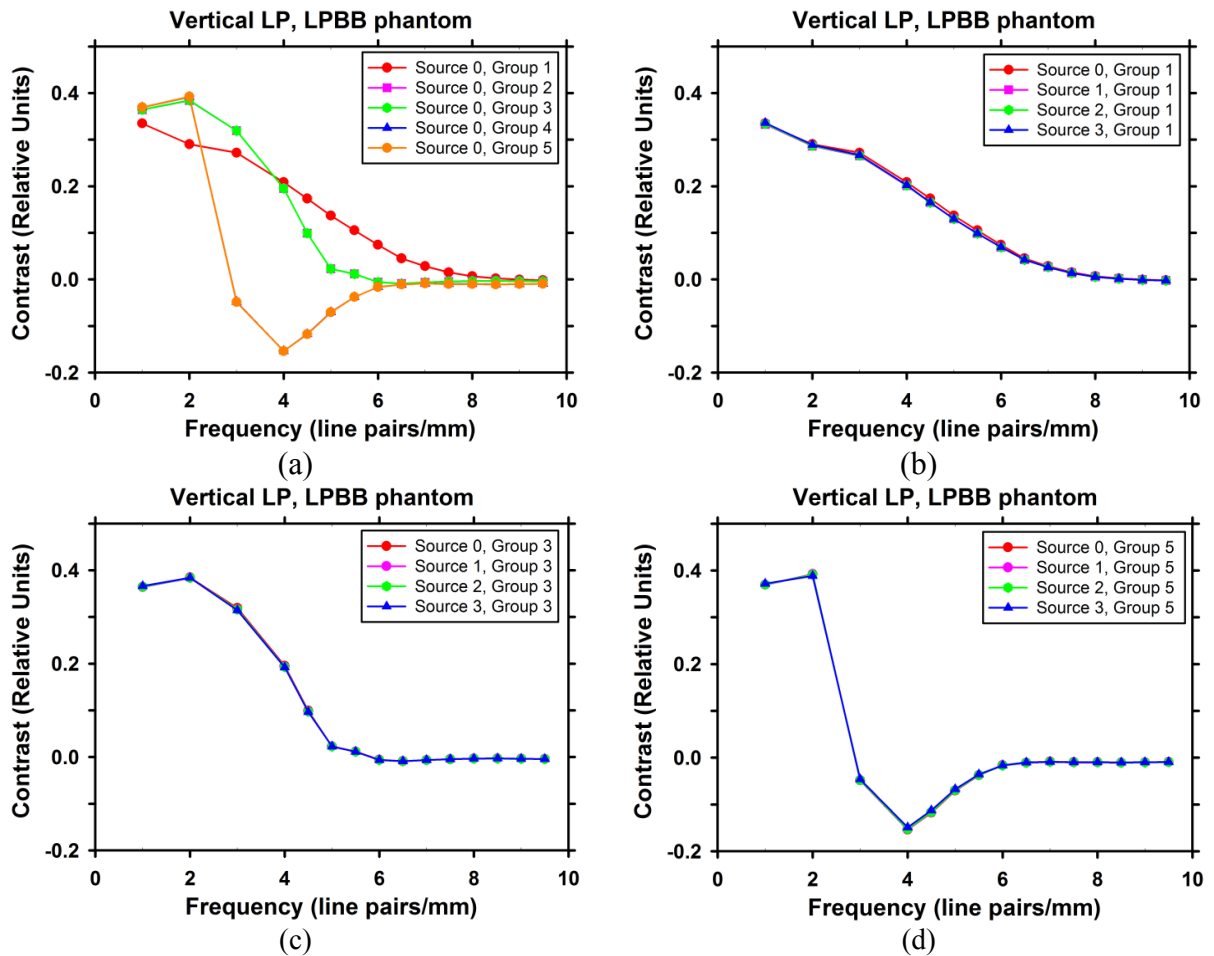 Vertical LP, LPBB phantom
Contrast (Relative Units)
0.4
0.2
0.0
-0.2
Source 0, Group 1
Source 0, Group 2
Source 0, Group 3
Source 0, Group 4
Source 0, Group 5
0 2 4 6 8 10
Frequency (line pairs/mm)
(a)
Vertical LP, LPBB phantom
Contrast (Relative Units)
0.4
0.2
0.0
-0.2
Source 0, Group 1
Source 1, Group 1
Source 2, Group 1
Source 3, Group 1
0 2 4 6 8 10
Frequency (line pairs/mm)
(b)
Vertical LP, LPBB phantom
Contrast (Relative Units)
0.4
0.2
0.0
-0.2
Source 0, Group 3
Source 1, Group 3
Source 2, Group 3
Source 3, Group 3
0 2 4 6 8 10
Frequency (line pairs/mm)
(c)
Vertical LP, LPBB phantom
Contrast (Relative Units)
0.4
0.2
0.0
-0.2
Source 0, Group 5
Source 1, Group 5
Source 2, Group 5
Source 3, Group 5
0 2 4 6 8 10
Frequency (line pairs/mm)
(d)